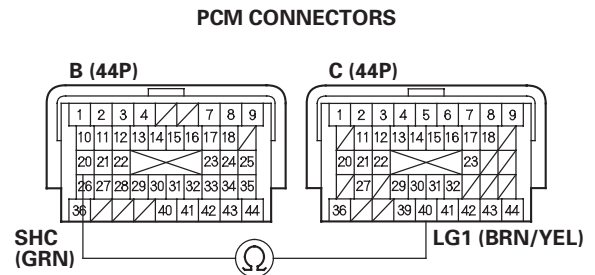 PCM CONNECTORS
B (44P)
C (44P)
1 2 3 4 7 8 9
10 11 12 13 14 15 16 17 18
20 21 22 23 24 25
26 27 28 29 30 31 32 33 34 35
36 40 41 42 43 44
1 2 3 4 5 6 7 8 9
11 12 13 14 15 16 17 18
20 21 22 23
27 29 30 31 32
36 39 40 41 42 43 44
SHC
(GRN)
Ω
LG1 (BRN/YEL)